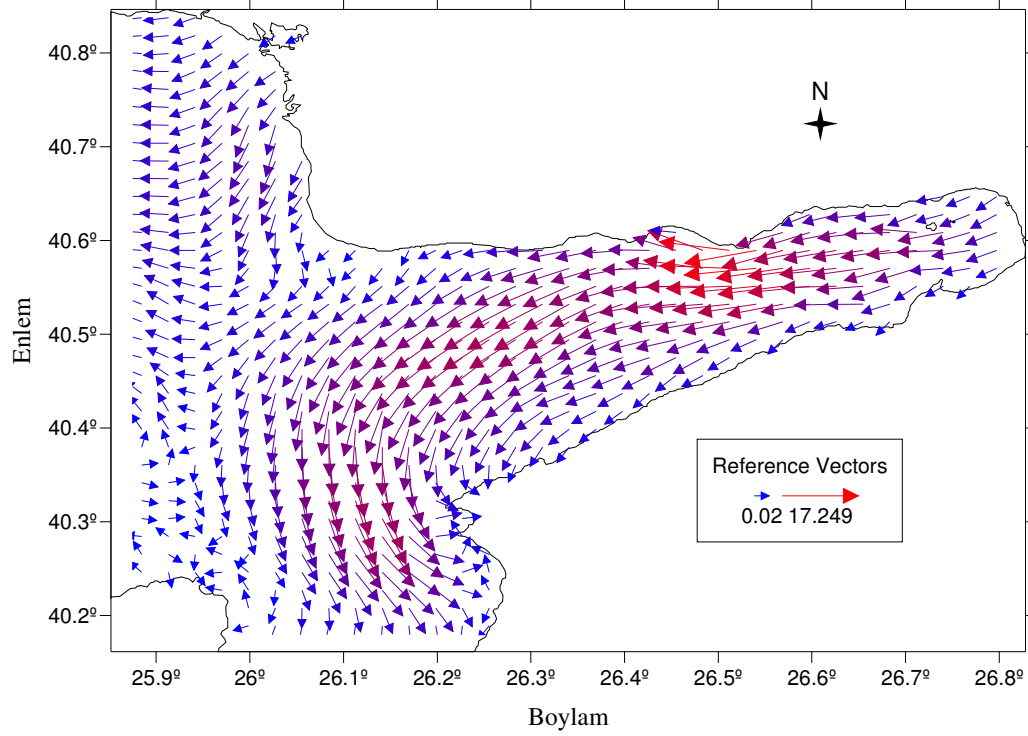 N
40.8º
40.7º
40.6º
40.5º
40.4º
40.3º
40.2º
Enlem
Reference Vectors
0.02 17.249
25.9º 26º 26.1º 26.2º 26.3º 26.4º 26.5º 26.6º 26.7º 26.8º
Boylam